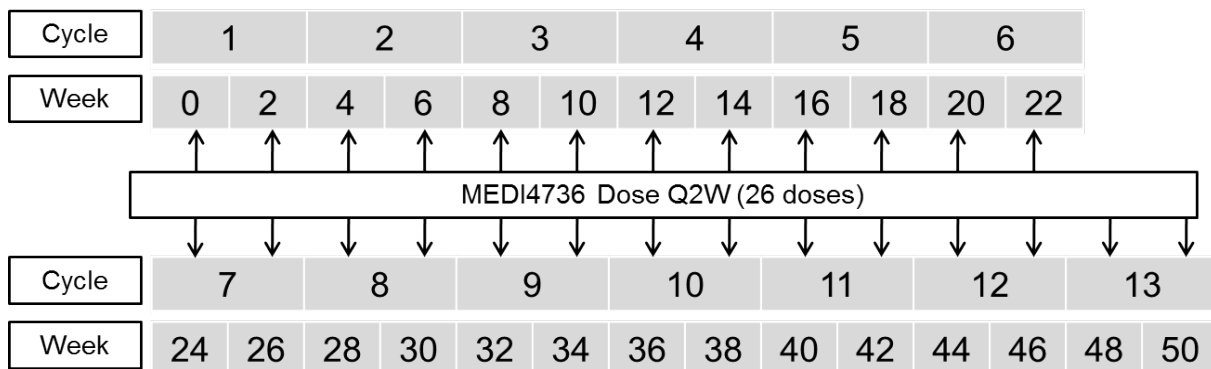 Cycle 1 2 3 4 5 6
Week 0 2 4 6 8 10 12 14 16 18 20 22
MEDI4736 Dose Q2W (26 doses)
Cycle 7 8 9 10 11 12 13
Week 24 26 28 30 32 34 36 38 40 42 44 46 48 50